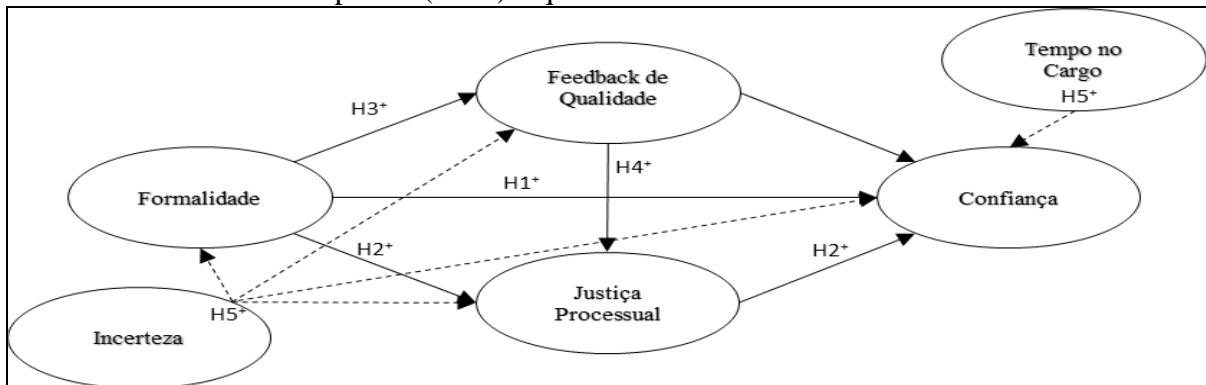 Tempo no
Cargo
H5⁺
Feedback de
Qualidade
H3⁺
H4⁺
H1⁺
Formalidade
Confiança
H2⁺
H2⁺
H5⁺
Justiça
Processual
Incerteza